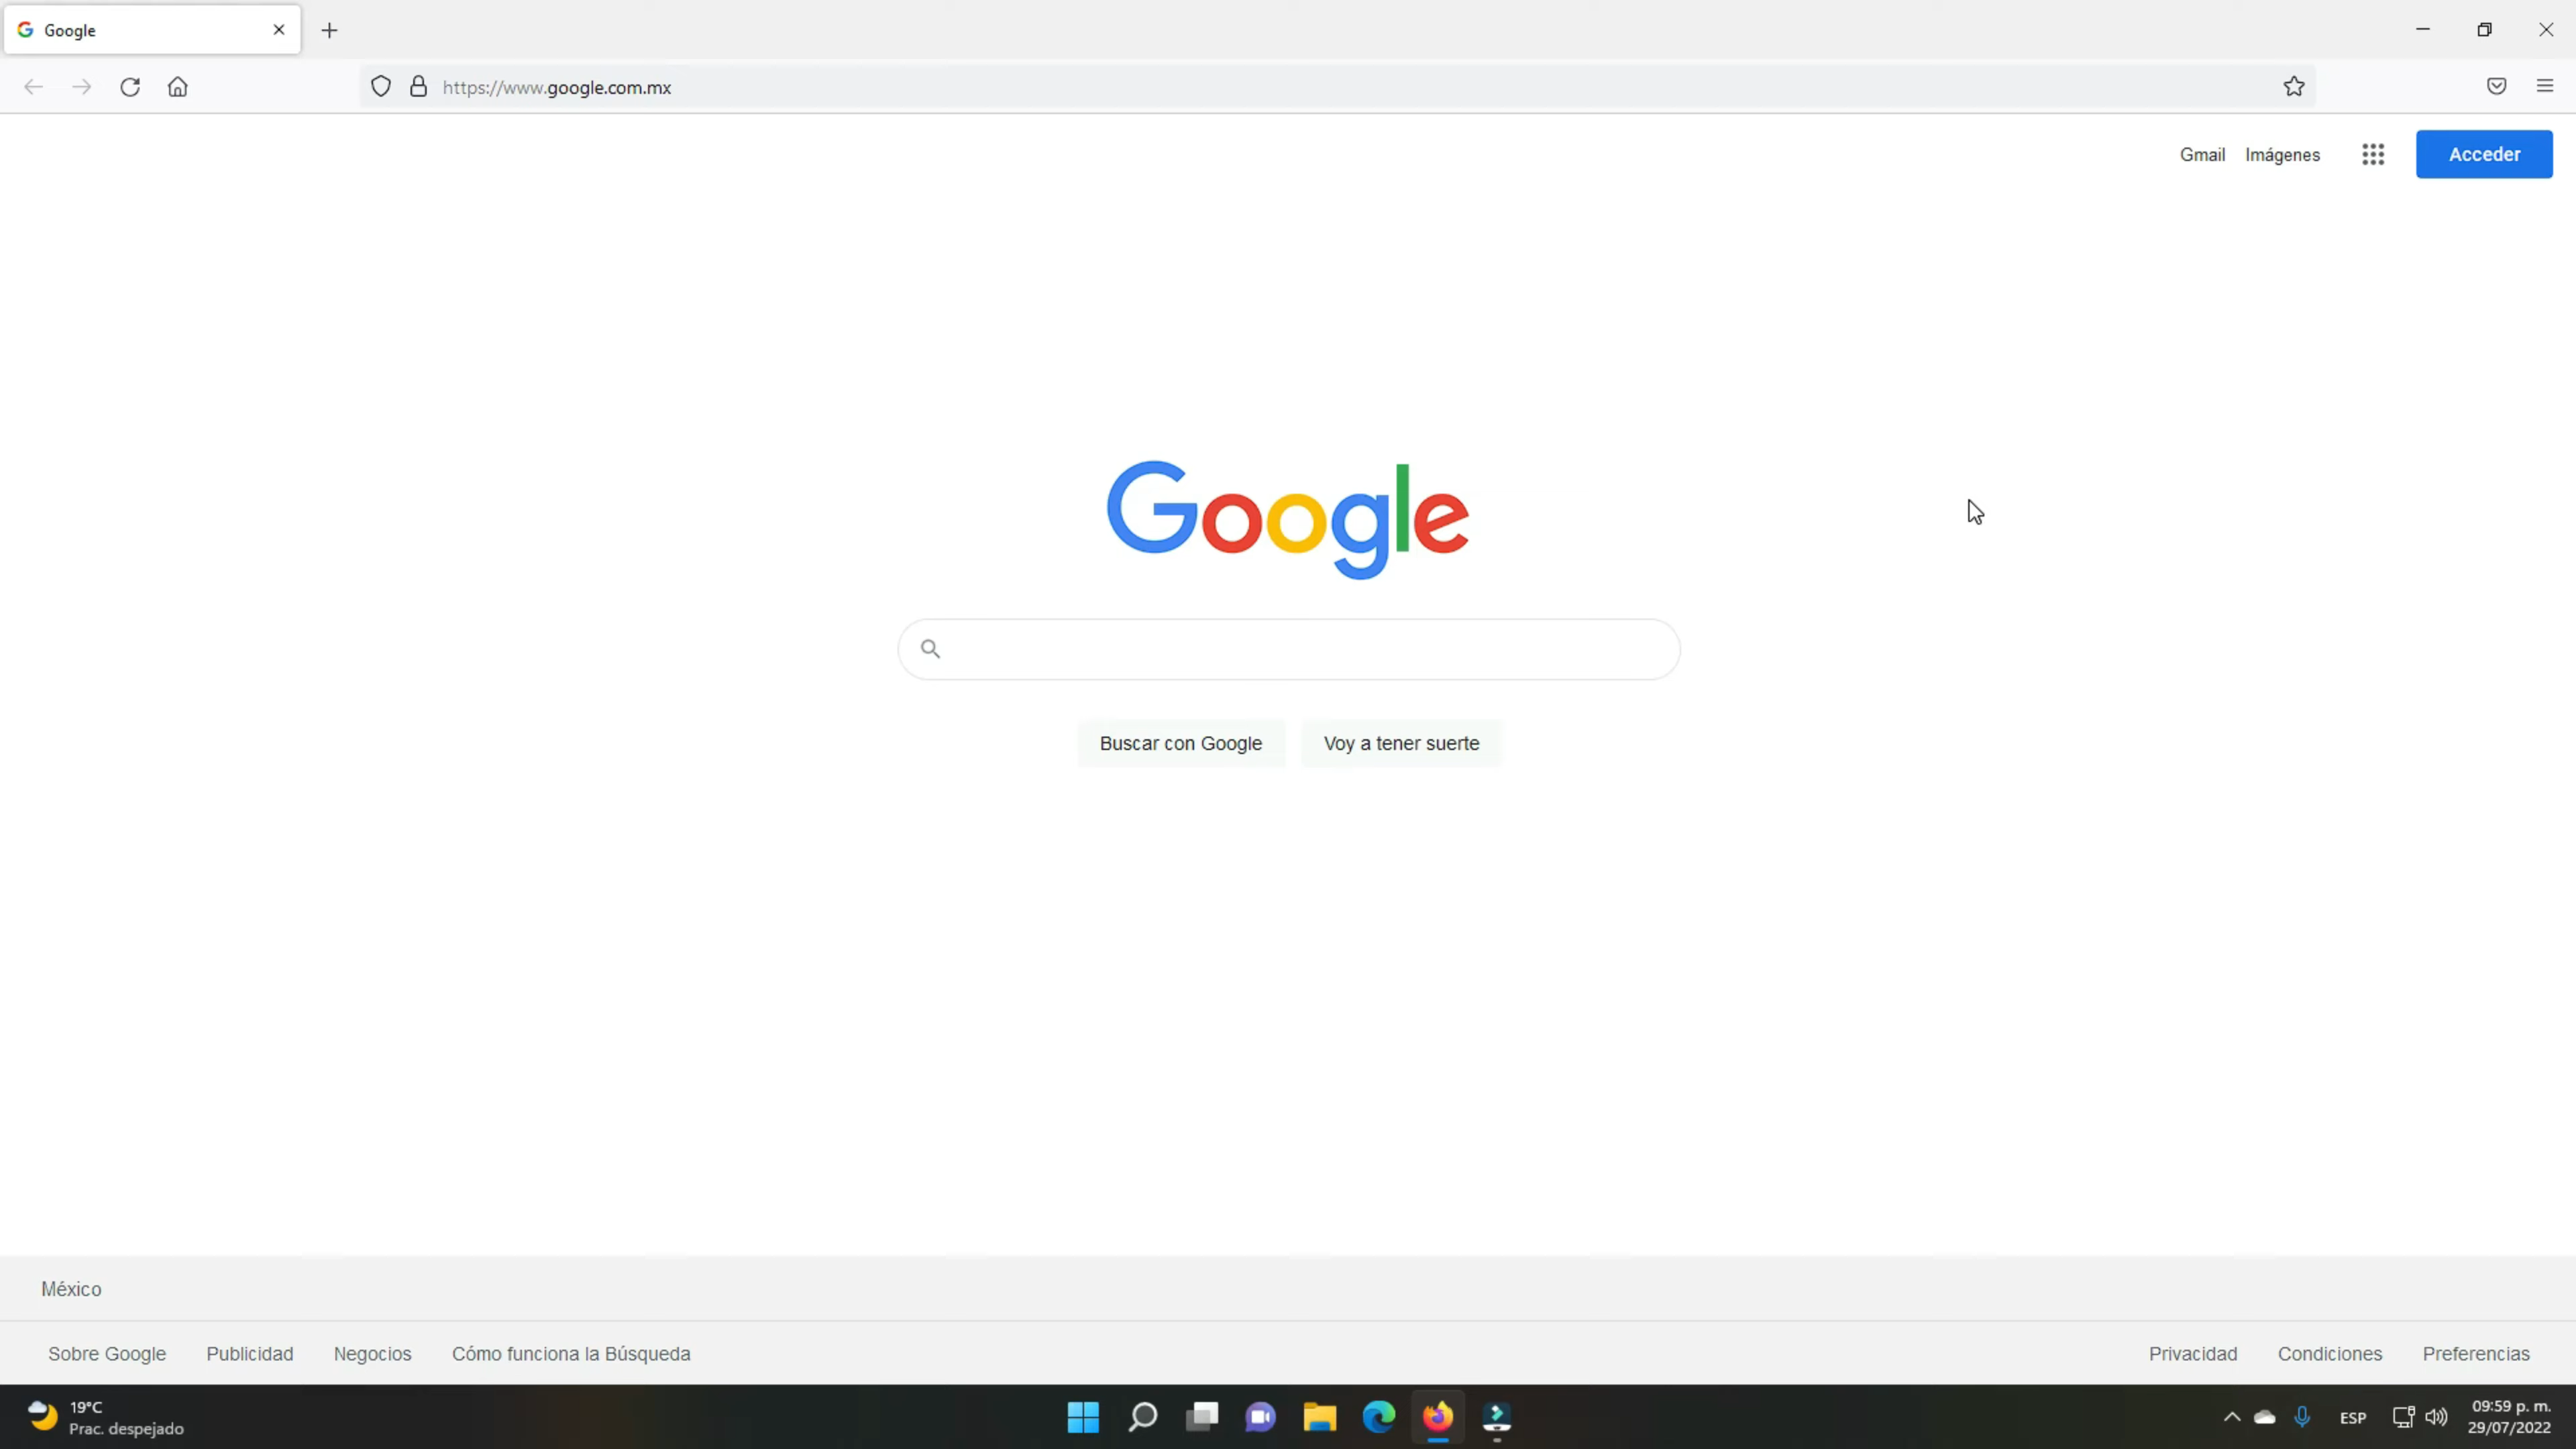 Google
https://www.google.com.mx
Gmail Imágenes Acceder
Google
Buscar con Google Voy a tener suerte
México
Sobre Google Publicidad Negocios Cómo funciona la Búsqueda Privacidad Condiciones Preferencias
19°C
Prac. despejado
ESP
09:59 p. m.
29/07/2022